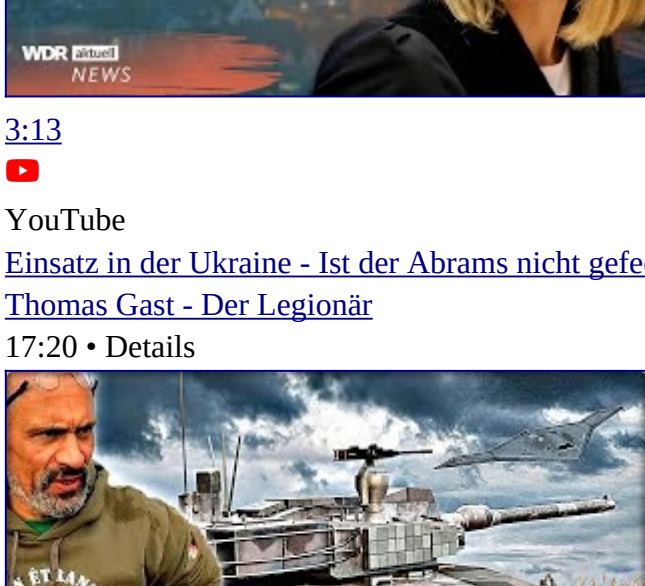 WDR aktuell
NEWS
3:13
YouTube
Einsatz in der Ukraine - Ist der Abrams nicht gefe
Thomas Gast - Der Legionär
17:20 • Details